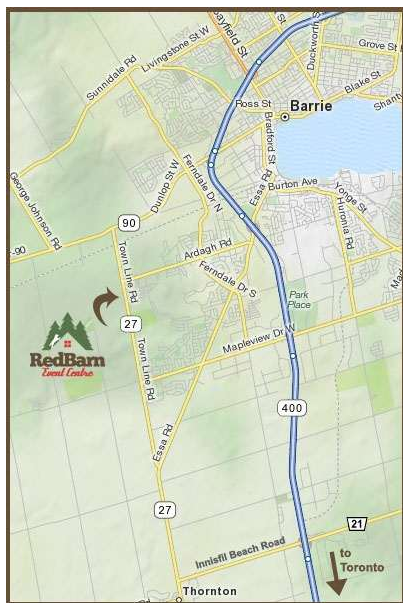 Bayfield St
Duckworth St
Grove St
Livingstone St W
Sunnidale Rd
Blake St
Ross St
Barrie
Shanty
Bradford St
Dunlop St W
Ferndale Dr N
Essa Rd
Burton Ave
Yonge St
Huronia Rd
George Johnson Rd
90
-90
Town Line Rd
Ardagh Rd
Ferndale Dr S
Park
Place
27
RedBarn
Event Centre
Town Line Rd
Mapleview Dr W
Essa Rd
400
27
21
Innisfil Beach Road
to
Toronto
Thornton